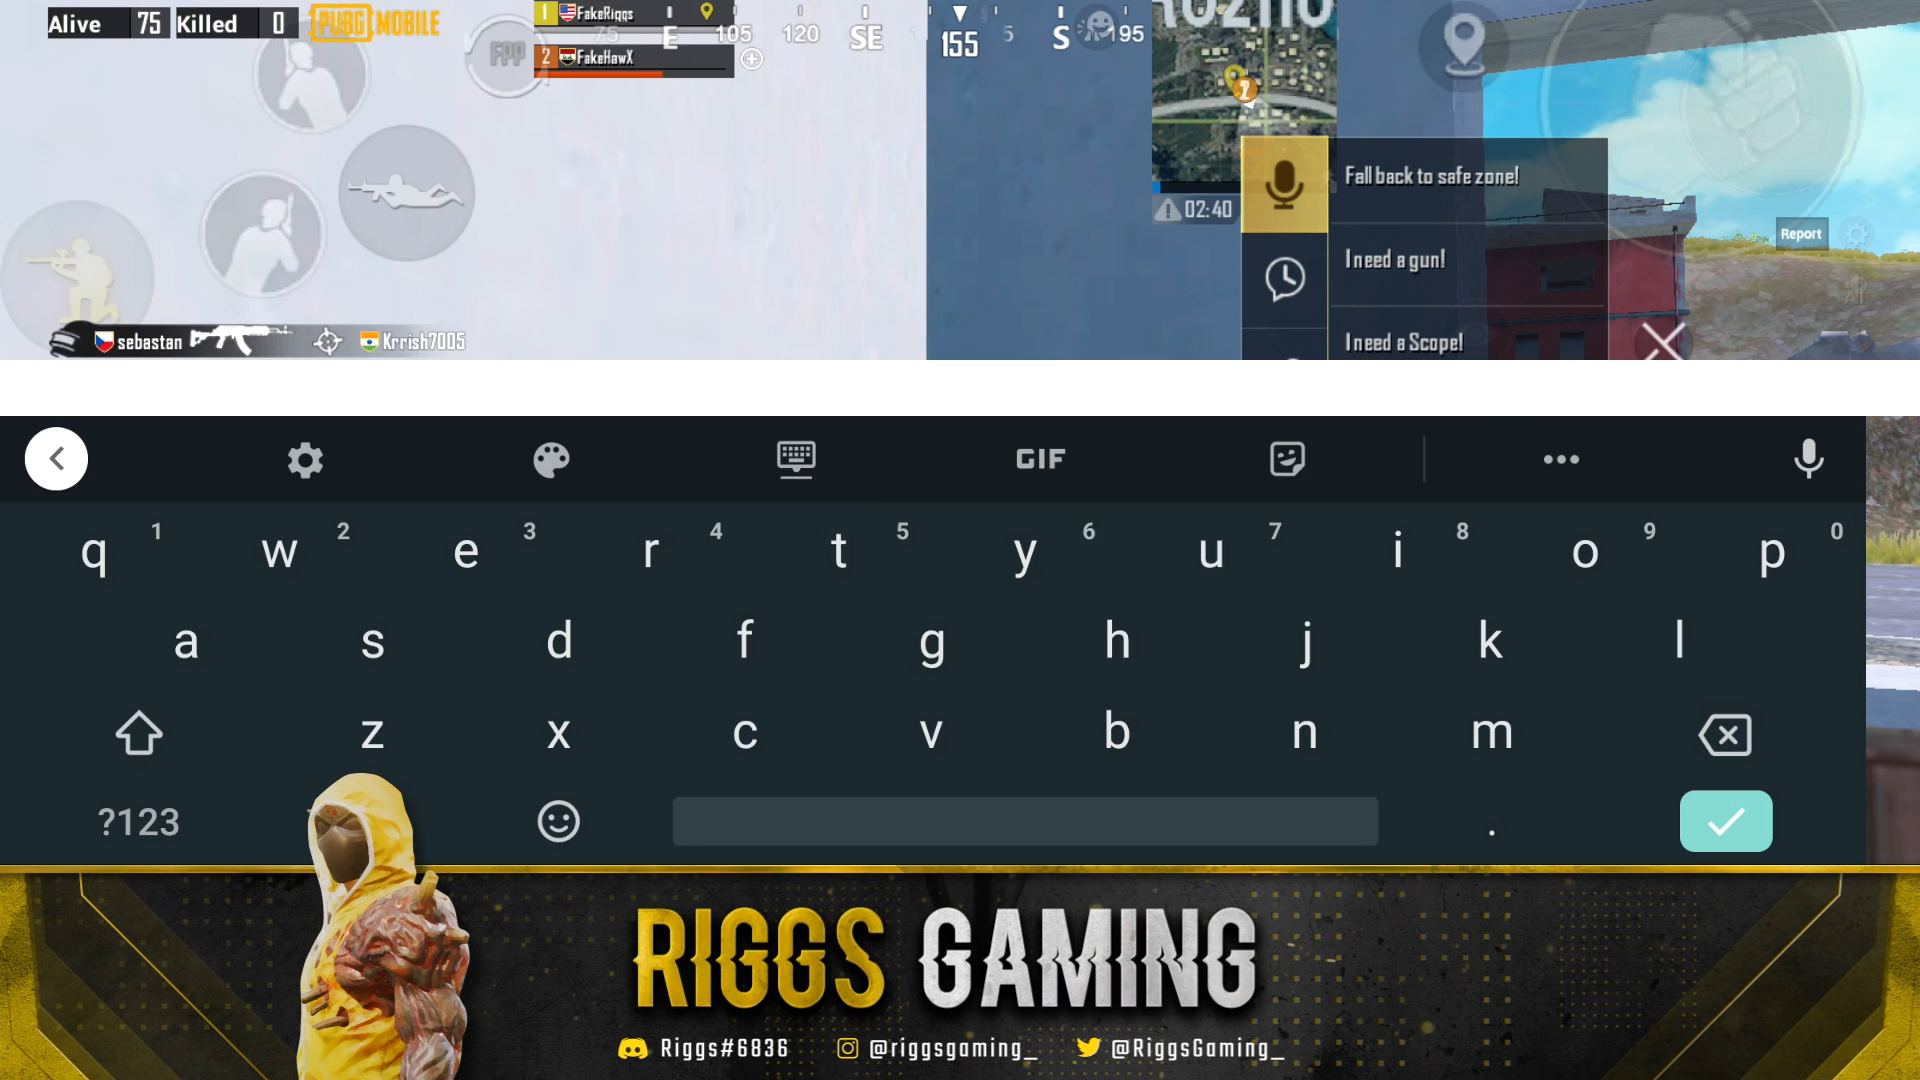 Alive 75 Killed 0 PUBG MOBILE
1 FakeRiggs
2 FakeHawX
FPP
75 E 105 120 SE 155 S 195
02:40
Fall back to safe zone!
I need a gun!
I need a Scope!
Report
sebastan Krrish7005
GIF
q 1 w 2 e 3 r 4 t 5 y 6 u 7 i 8 o 9 p 0
a s d f g h j k l
z x c v b n m
?123 .
RIGGS GAMING
Riggs#6836 @riggsgaming_ @RiggsGaming_